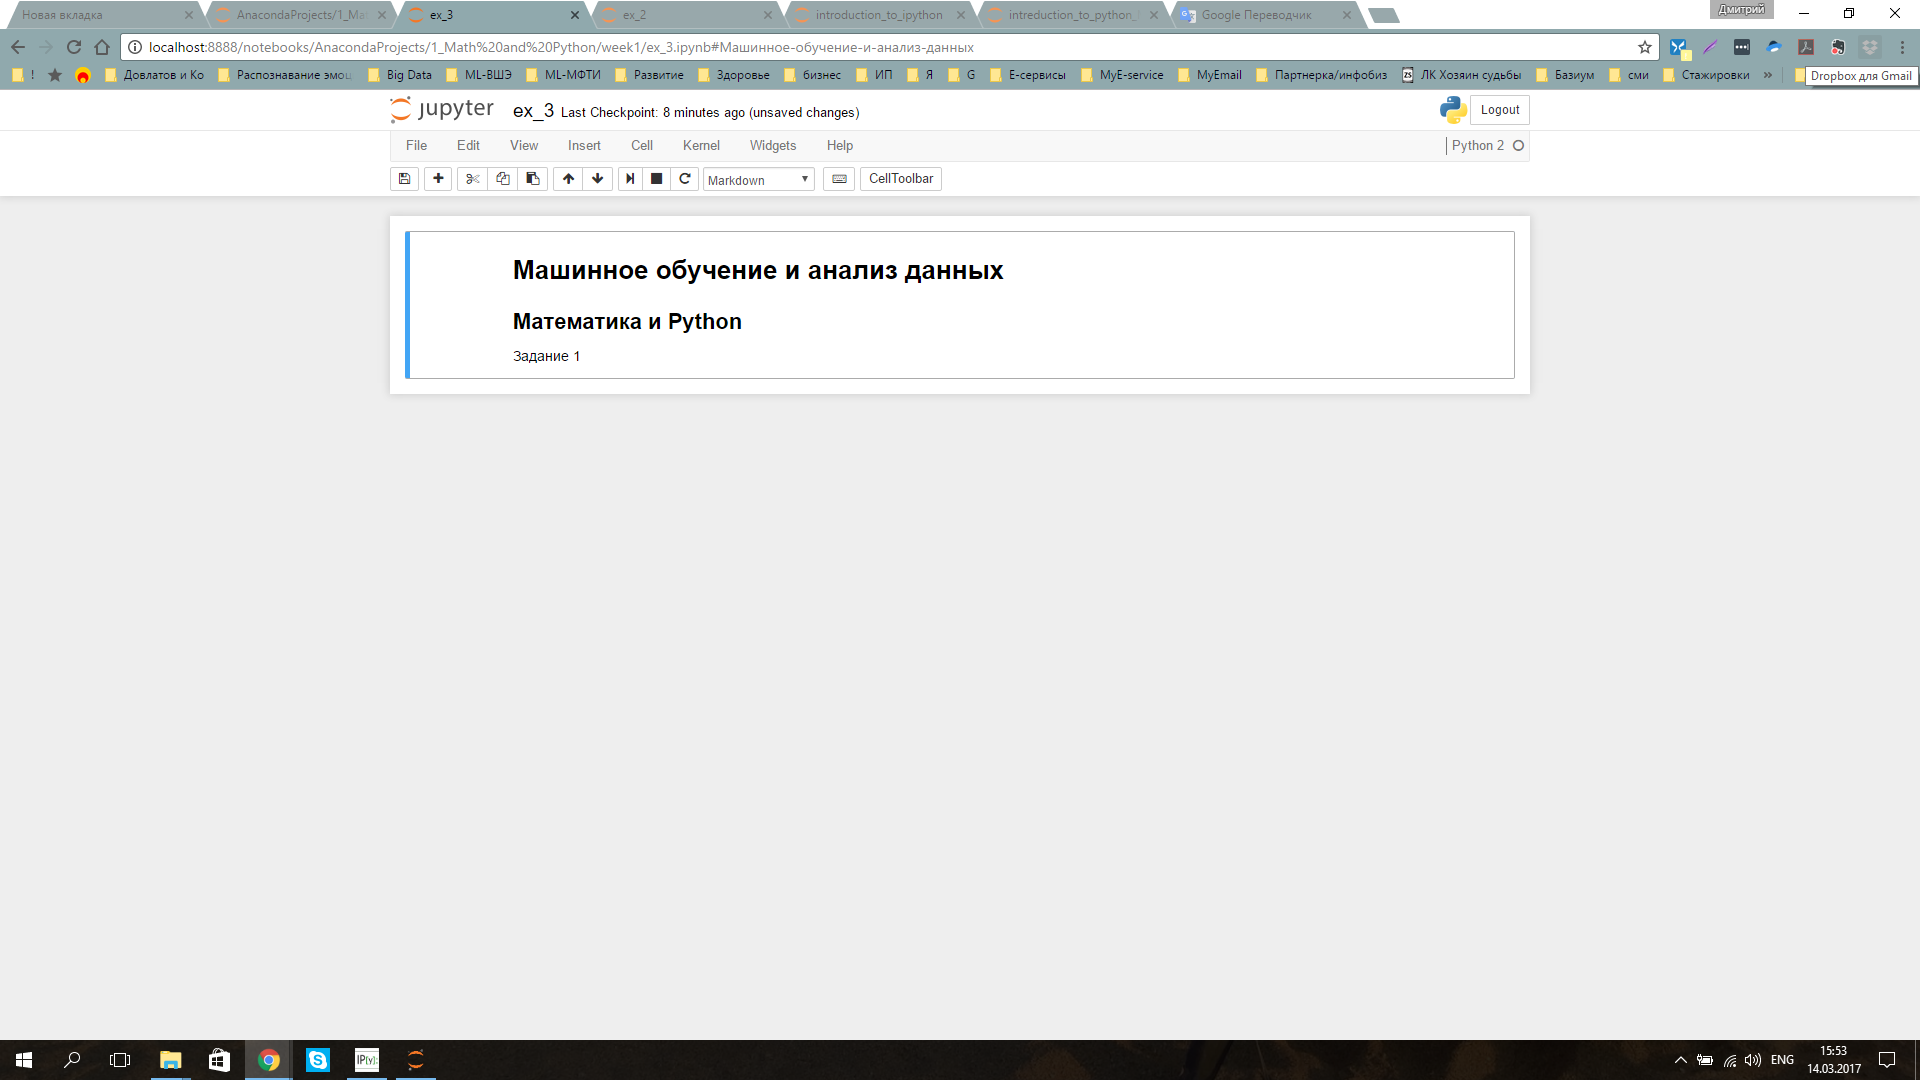 Новая вкладка
AnacondaProjects/1_Mat
ex_3
ex_2
introduction_to_ipython
intreduction_to_python_
Google Переводчик
Дмитрий
localhost:8888/notebooks/AnacondaProjects/1_Math%20and%20Python/week1/ex_3.ipynb#Машинное-обучение-и-анализ-данных
! Довлатов и Ко Распознавание эмоц Big Data ML-ВШЭ ML-МФТИ Развитие Здоровье бизнес ИП Я G Е-сервисы MyE-service MyEmail Партнерка/инфобиз ZS ЛК Хозяин судьбы Базиум сми Стажировки »
Dropbox для Gmail
jupyter ex_3 Last Checkpoint: 8 minutes ago (unsaved changes)
Logout
File Edit View Insert Cell Kernel Widgets Help
Python 2
Markdown
CellToolbar
Машинное обучение и анализ данных
Математика и Python
Задание 1
IP[y]:
ENG
15:53
14.03.2017